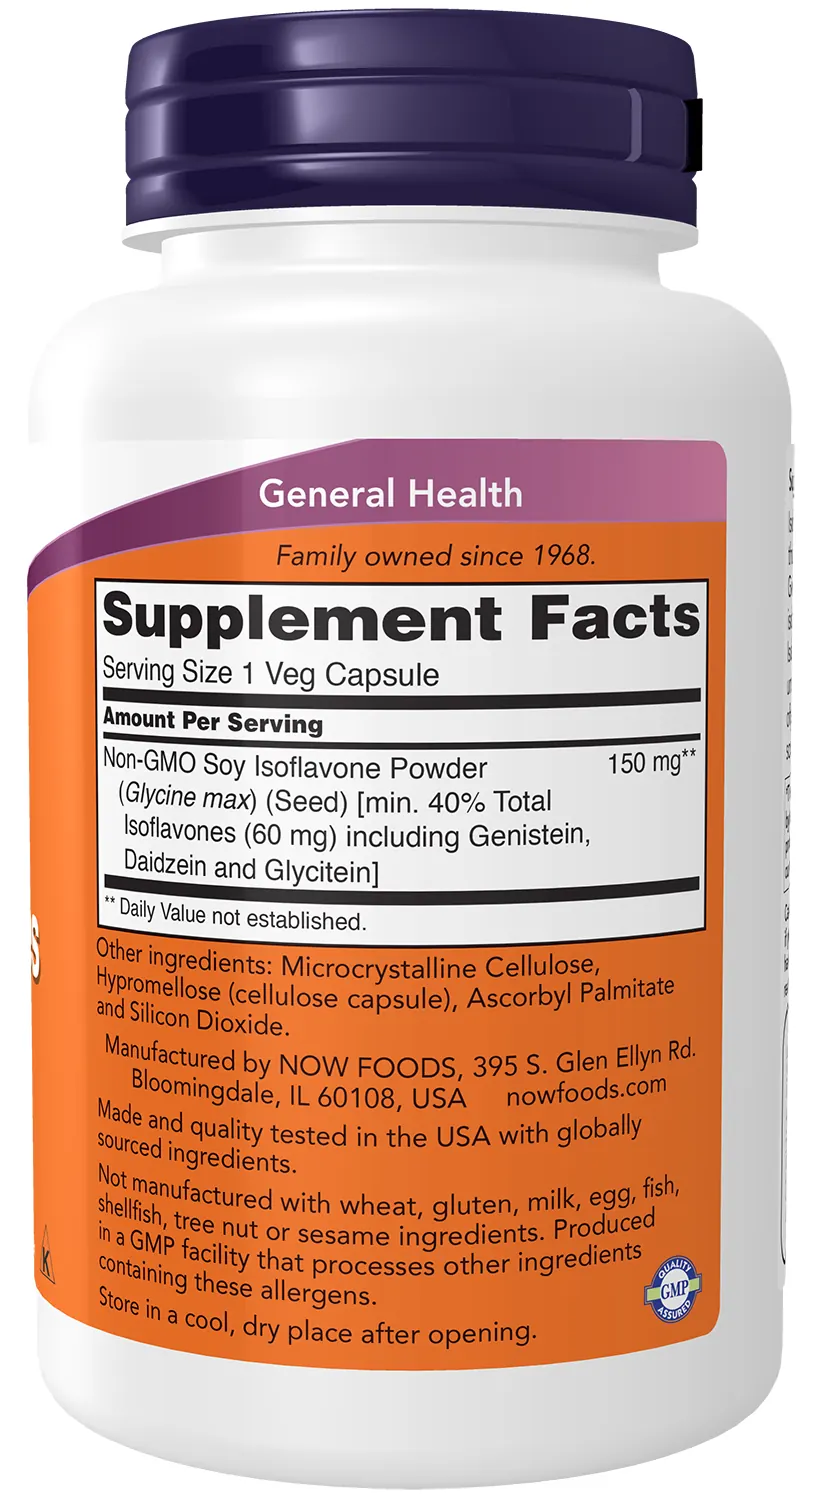 General Health
Family owned since 1968.
Supplement Facts
Serving Size 1 Veg Capsule
Amount Per Serving
Non-GMO Soy Isoflavone Powder 150 mg**
(Glycine max) (Seed) [min. 40% Total
Isoflavones (60 mg) including Genistein,
Daidzein and Glycitein]
** Daily Value not established.
Other ingredients: Microcrystalline Cellulose,
Hypromellose (cellulose capsule), Ascorbyl Palmitate
and Silicon Dioxide.
Manufactured by NOW FOODS, 395 S. Glen Ellyn Rd.
Bloomingdale, IL 60108, USA nowfoods.com
Made and quality tested in the USA with globally
sourced ingredients.
Not manufactured with wheat, gluten, milk, egg, fish,
shellfish, tree nut or sesame ingredients. Produced
in a GMP facility that processes other ingredients
containing these allergens.
Store in a cool, dry place after opening.
K
QUALITY
GMP
ASSURED